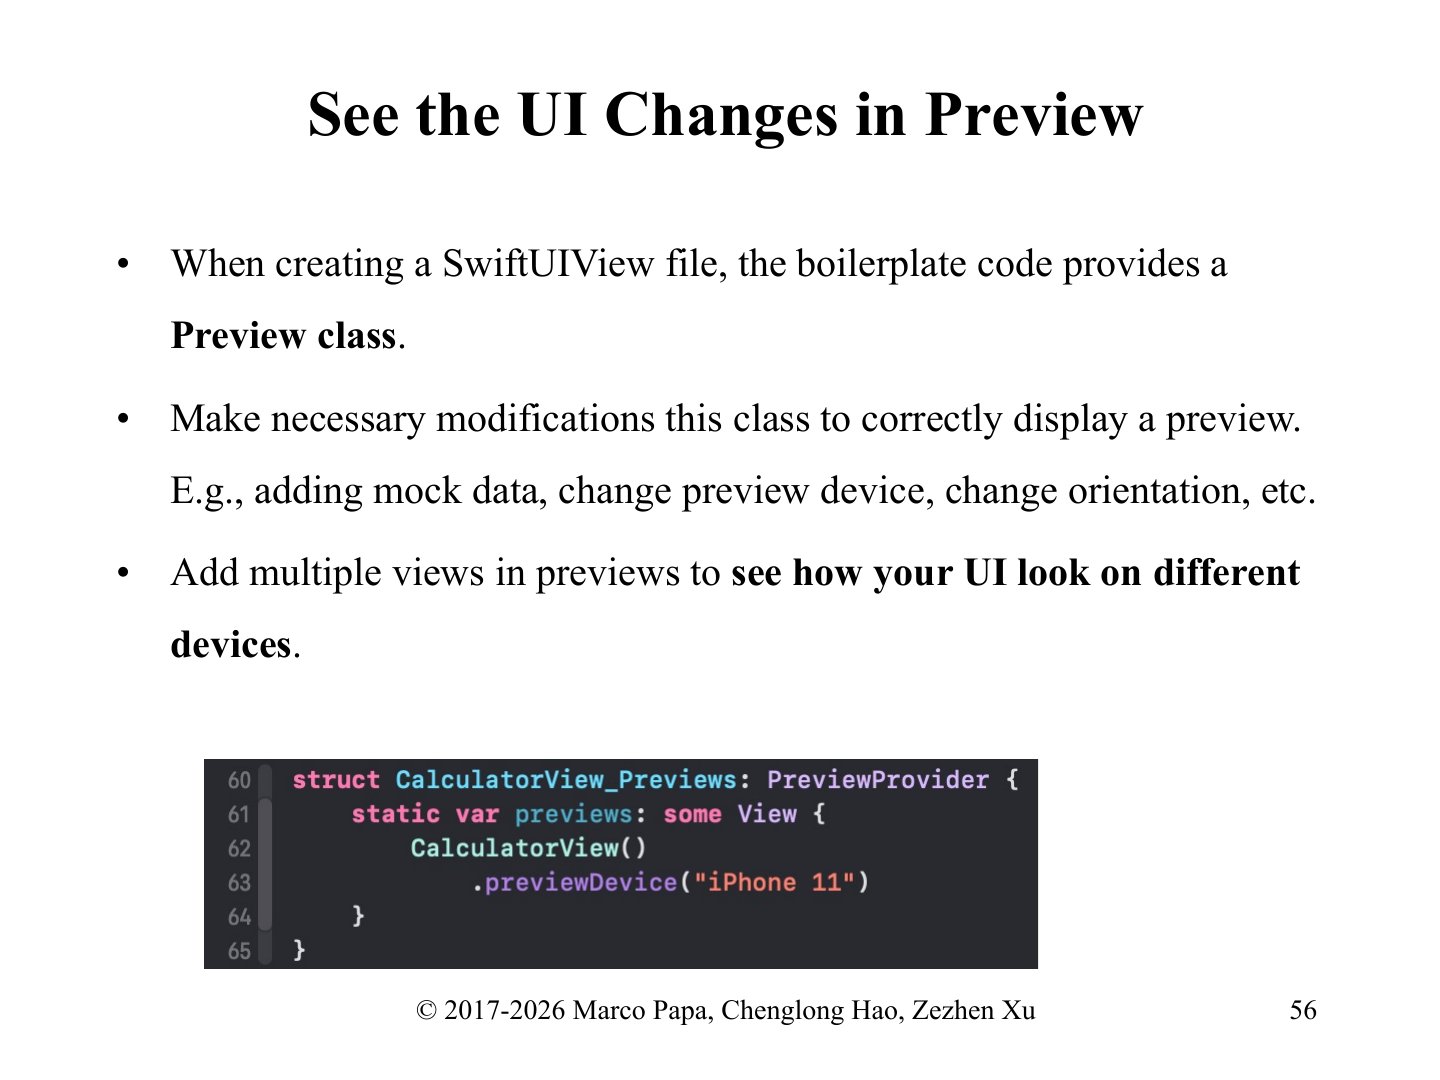 See the UI Changes in Preview
• When creating a SwiftUIView file, the boilerplate code provides a
Preview class.
• Make necessary modifications this class to correctly display a preview.
E.g., adding mock data, change preview device, change orientation, etc.
• Add multiple views in previews to see how your UI look on different
devices.
60 struct CalculatorView_Previews: PreviewProvider {
61     static var previews: some View {
62         CalculatorView()
63             .previewDevice("iPhone 11")
64     }
65 }
© 2017-2026 Marco Papa, Chenglong Hao, Zezhen Xu 56